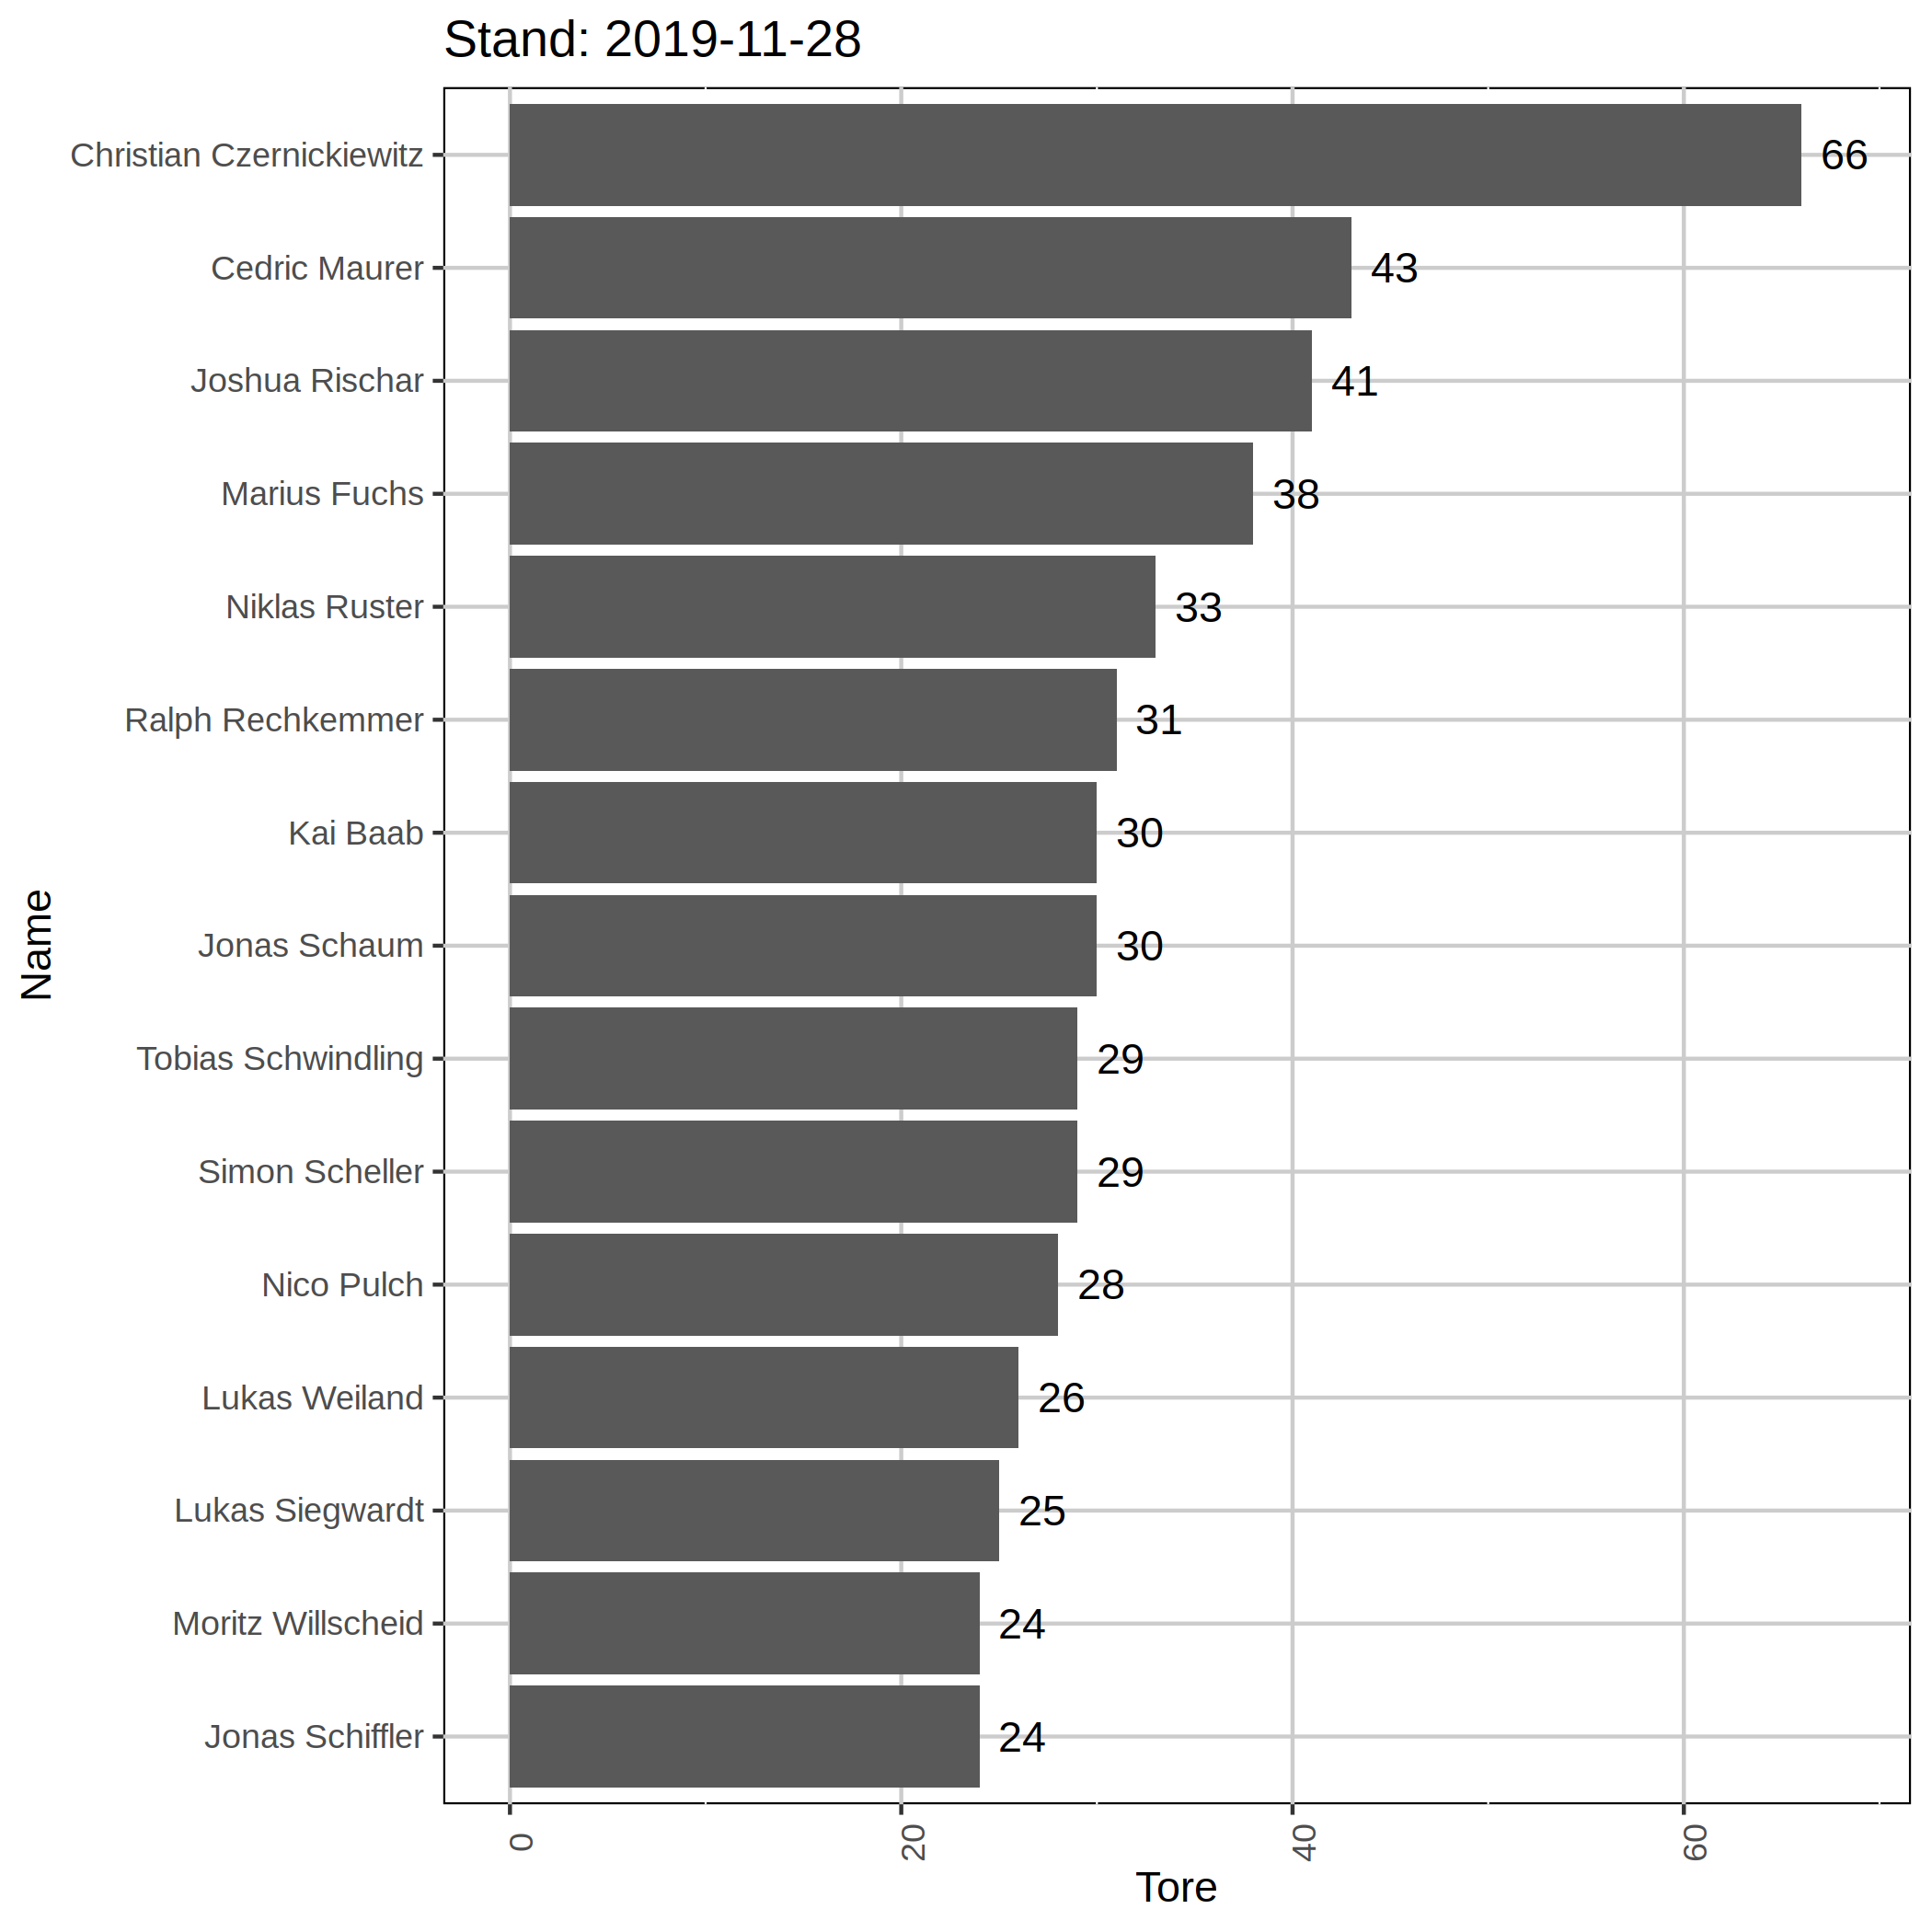 Stand: 2019-11-28
Christian Czernickiewitz 66
Cedric Maurer 43
Joshua Rischar 41
Marius Fuchs 38
Niklas Ruster 33
Ralph Rechkemmer 31
Kai Baab 30
Jonas Schaum 30
Tobias Schwindling 29
Simon Scheller 29
Nico Pulch 28
Lukas Weiland 26
Lukas Siegwardt 25
Moritz Willscheid 24
Jonas Schiffler 24
Name
0 20 40 60
Tore